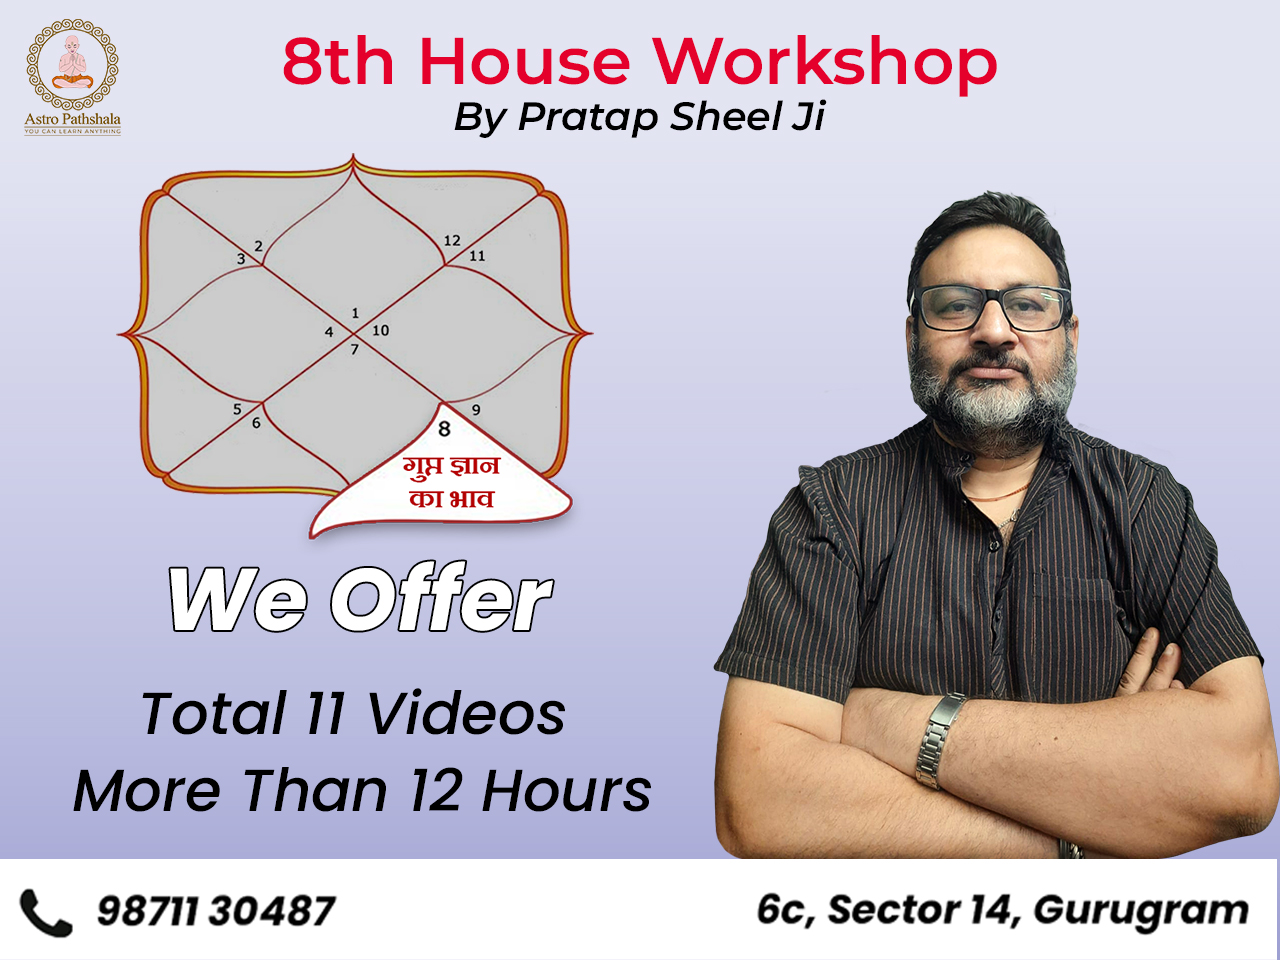 8th House Workshop
By Pratap Sheel Ji
Astro Pathshala
YOU CAN LEARN ANYTHING
2
3
12
11
1
4
10
7
5
6
9
8
गुप्त ज्ञान
का भाव
We Offer
Total 11 Videos
More Than 12 Hours
98711 30487
6c, Sector 14, Gurugram